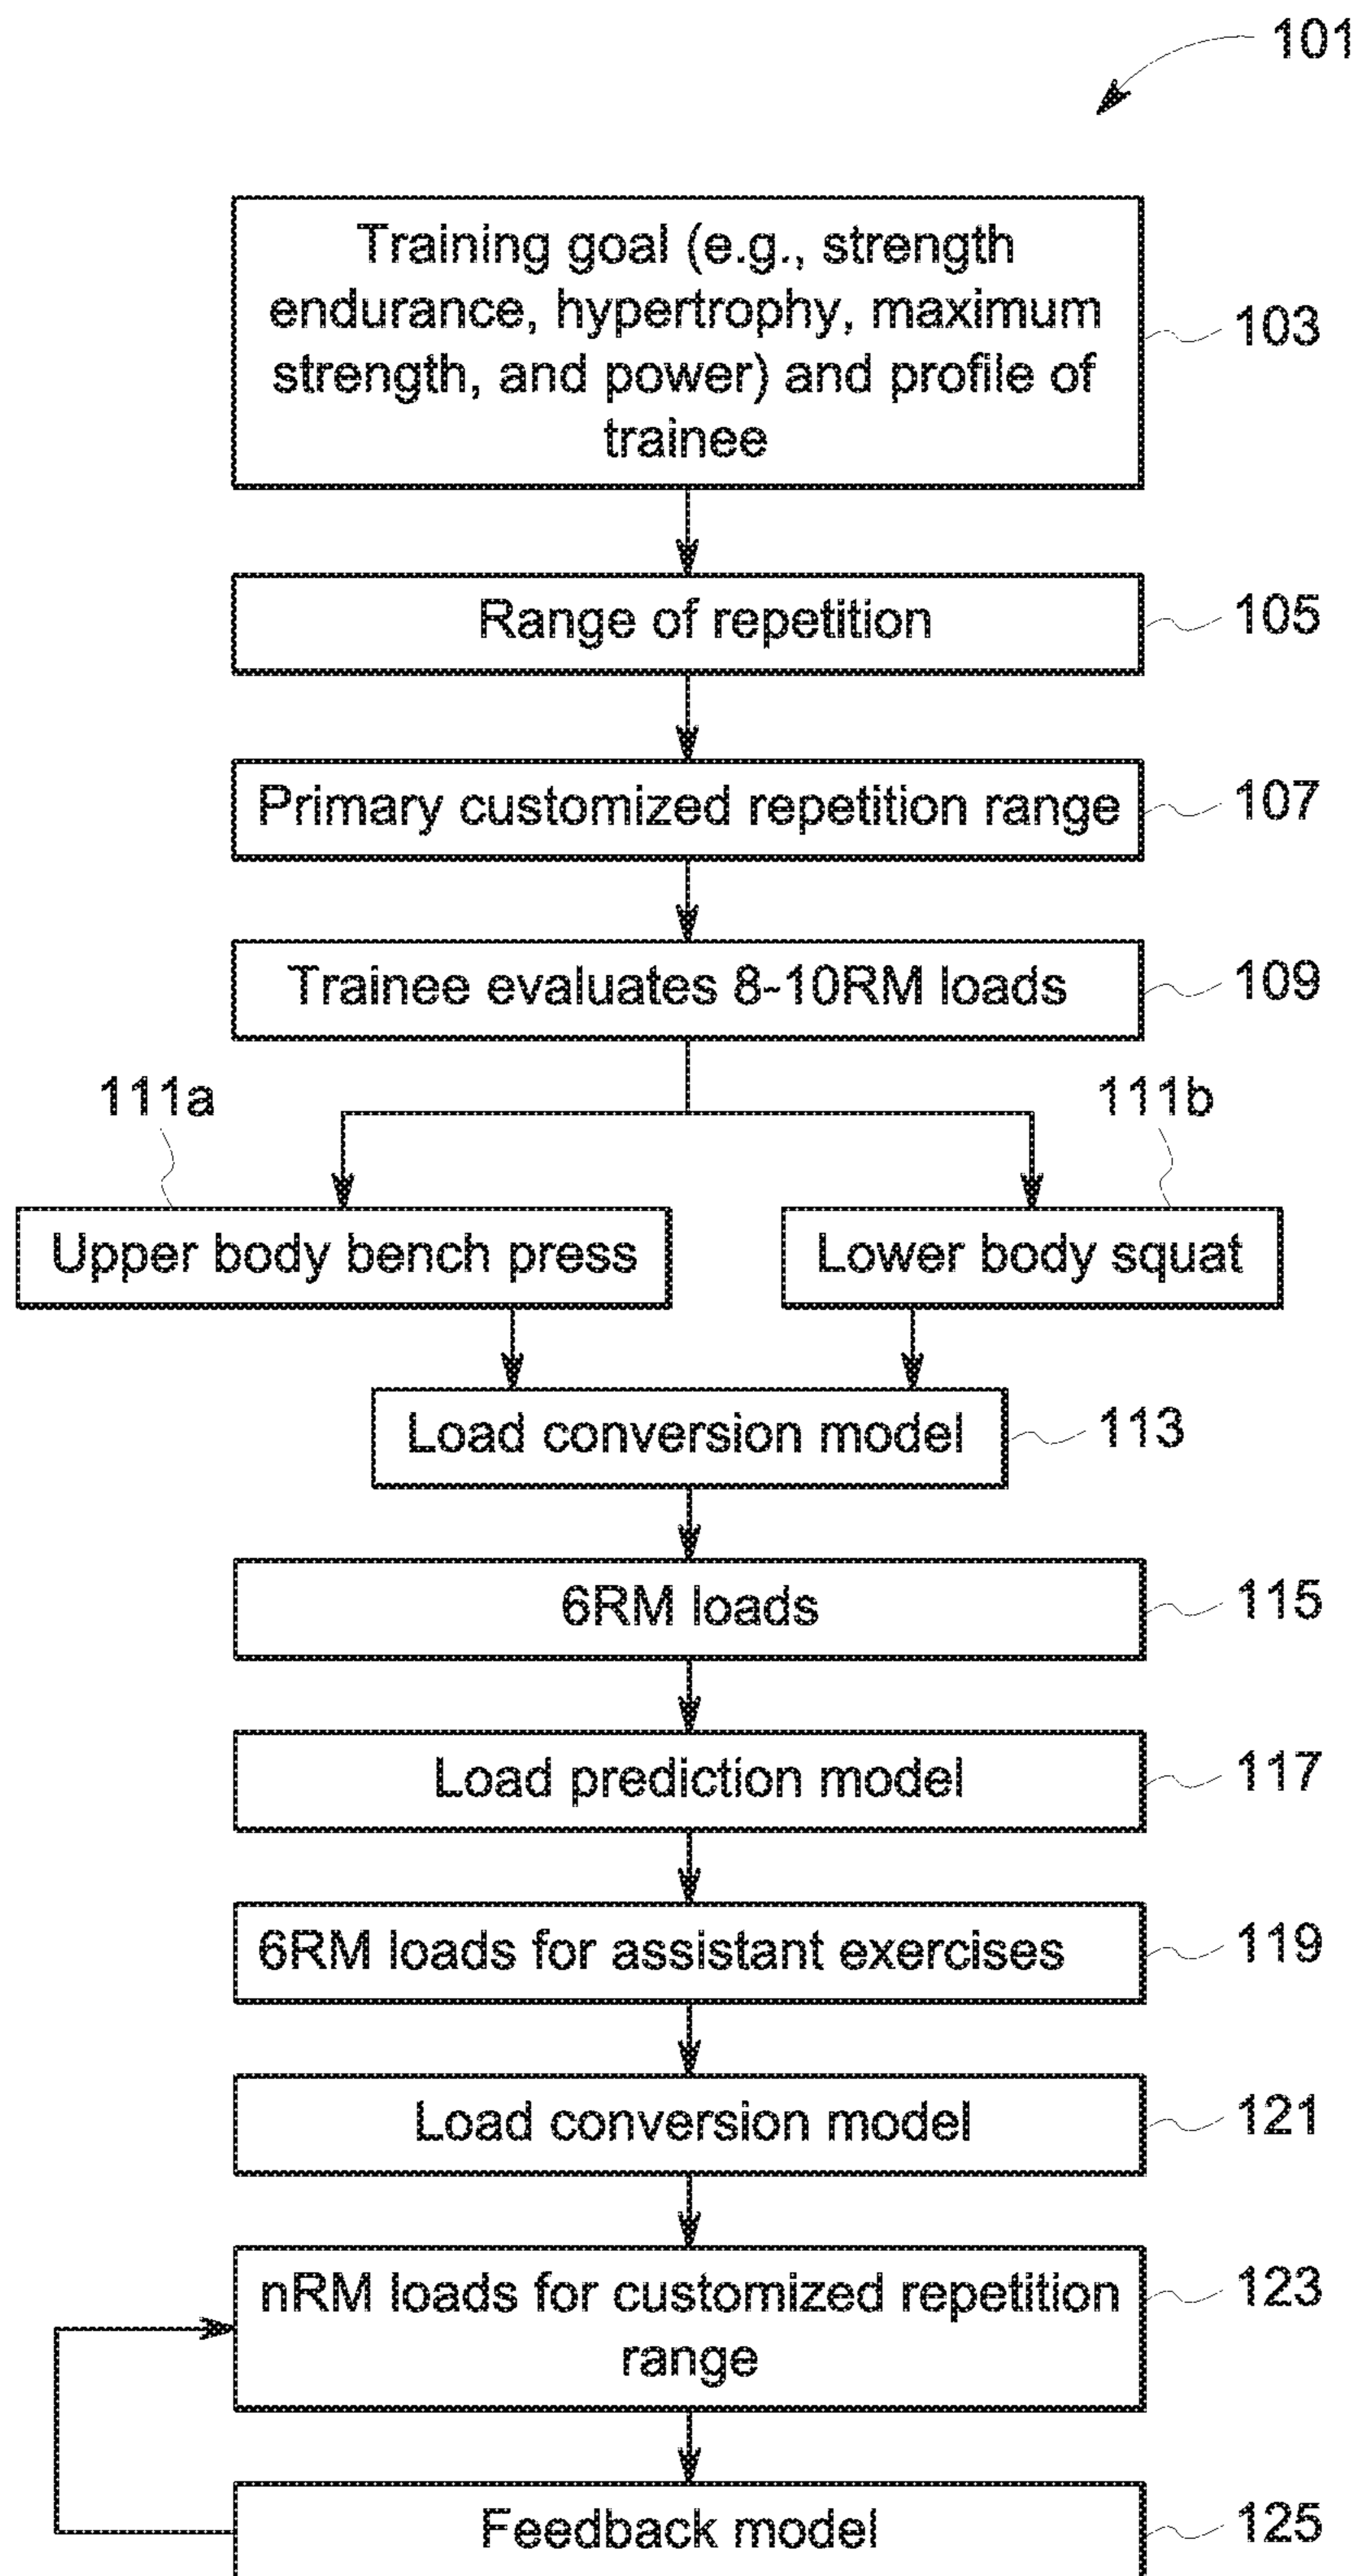 101
Training goal (e.g., strength
endurance, hypertrophy, maximum
strength, and power) and profile of
trainee
103
Range of repetition
105
Primary customized repetition range
107
Trainee evaluates 8-10RM loads
109
111a
111b
Upper body bench press
Lower body squat
Load conversion model
113
6RM loads
115
Load prediction model
117
6RM loads for assistant exercises
119
Load conversion model
121
nRM loads for customized repetition
range
123
Feedback model
125